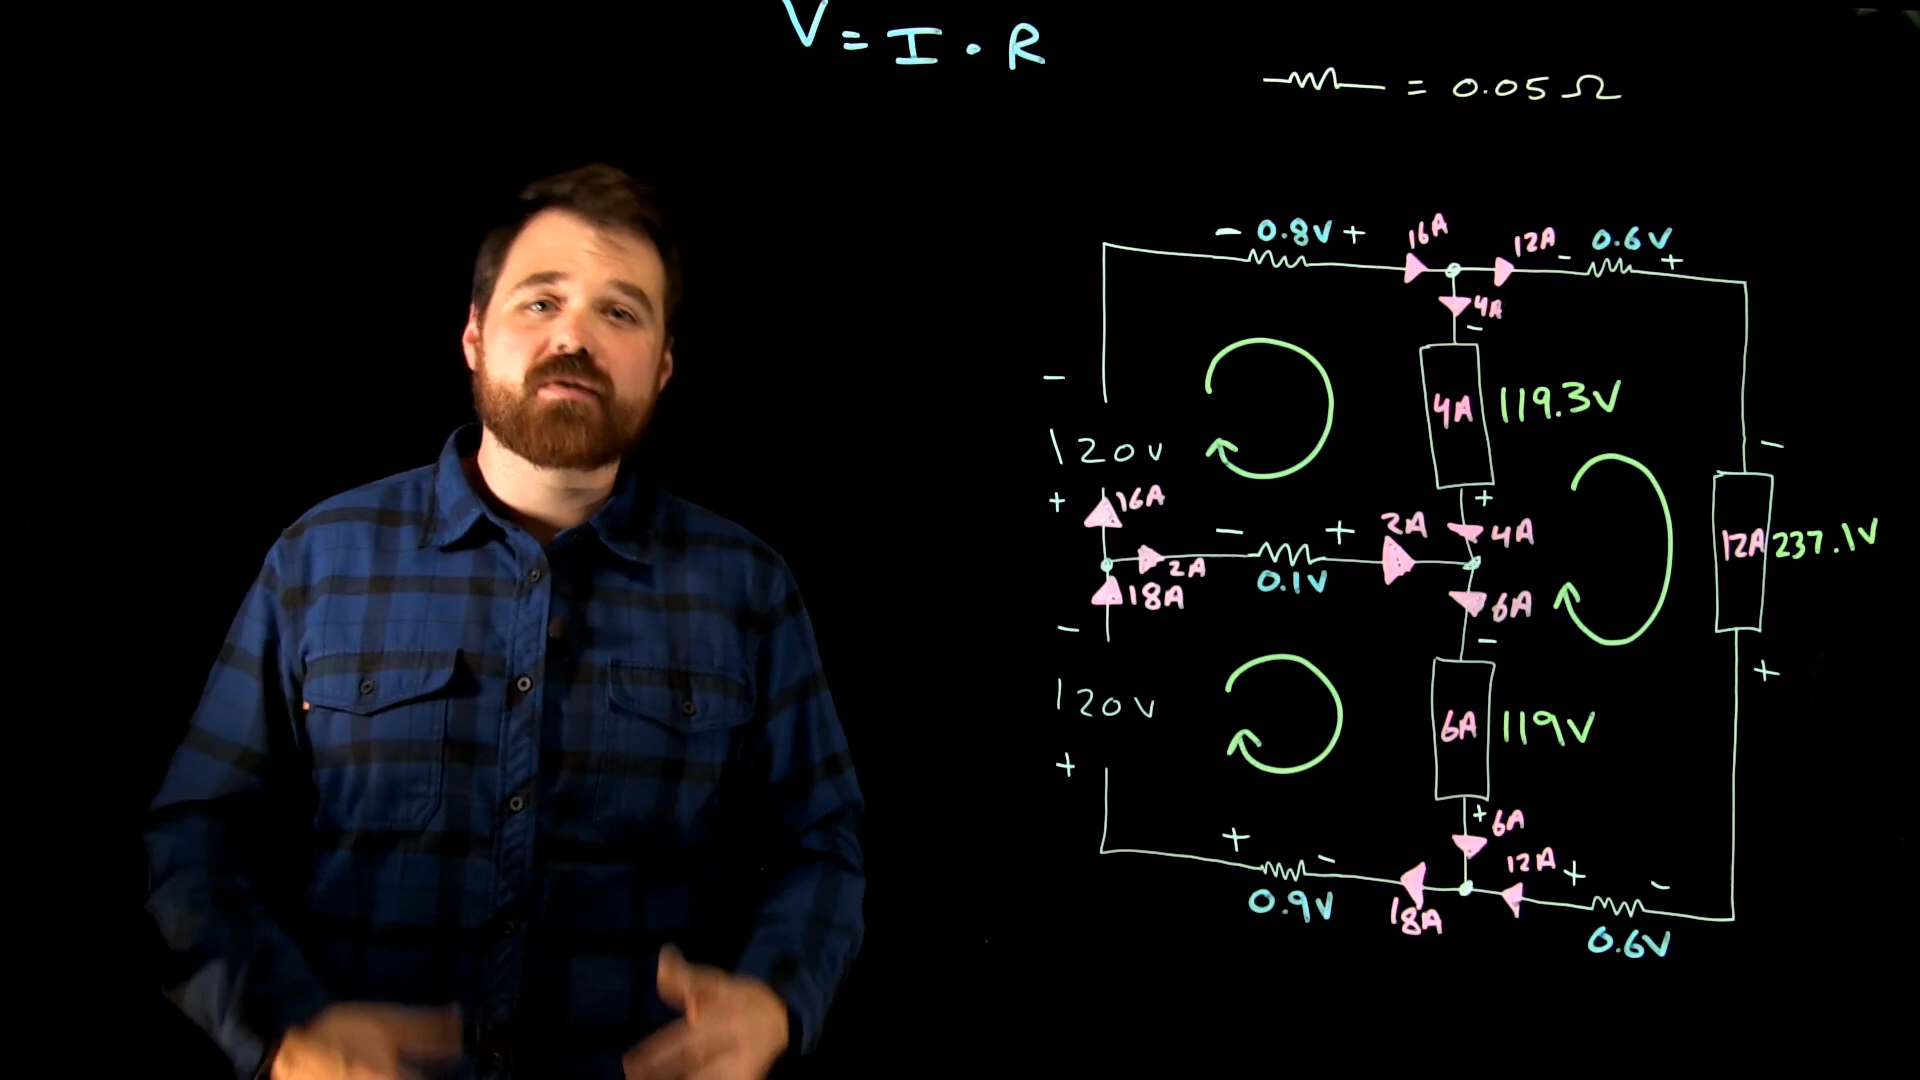 V = I · R
= 0.05 Ω
- 0.8V +
16A
12A
- 0.6V +
4A
-
-
4A
119.3V
-
120V
+
16A
+
- +
2A
4A
12A
237.1V
2A
0.1V
18A
6A
-
-
+
120V
6A
119V
+
+
6A
+ -
12A
+ -
0.9V
18A
0.6V